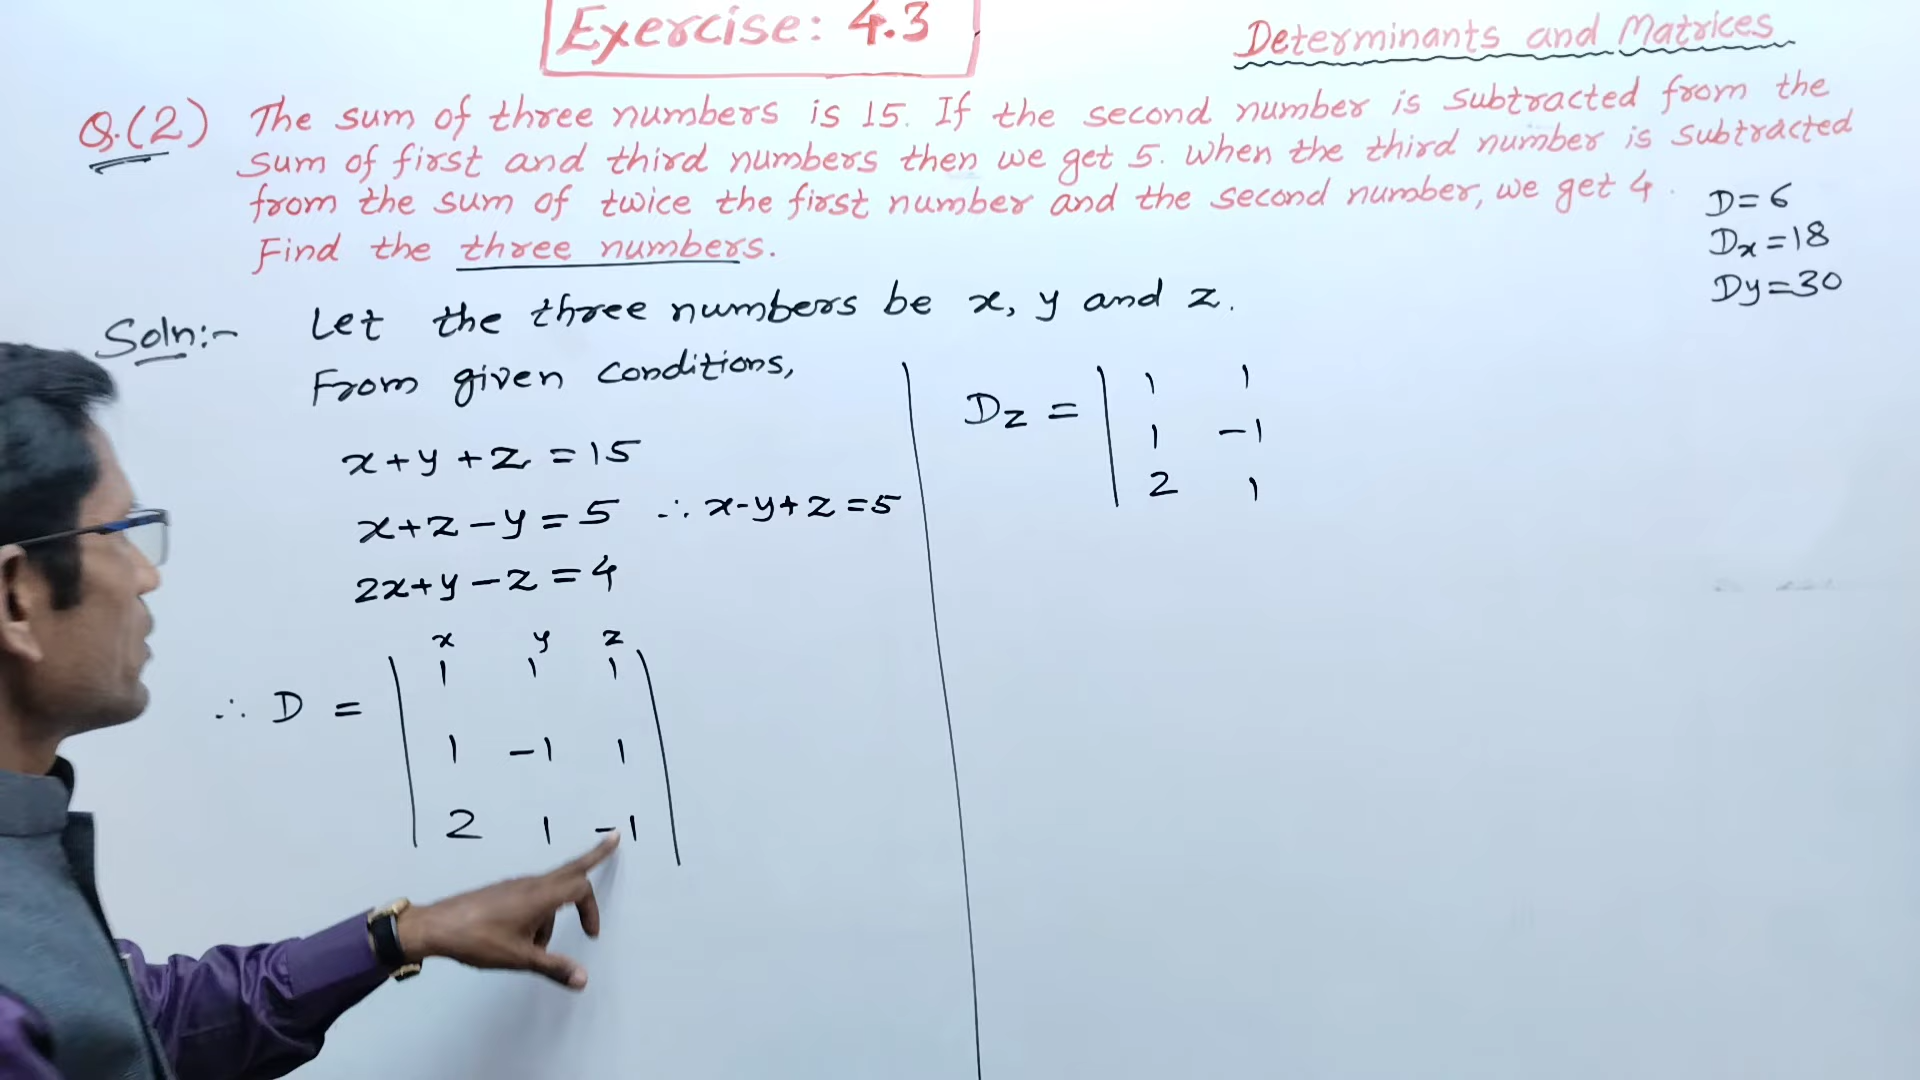 Exercise: 4.3
Determinants and Matrices
Q.(2) The sum of three numbers is 15. If the second number is subtracted from the
sum of first and third numbers then we get 5. When the third number is subtracted
from the sum of twice the first number and the second number, we get 4.
Find the three numbers.
D=6
Dx=18
Dy=30
Soln:- Let the three numbers be x, y and z.
From given conditions,
x+y+z=15
x+z-y=5 ∴ x-y+z=5
2x+y-z=4
x y z
1 1 1
∴ D =
1 -1 1
2 1 -1
1 1
Dz =
1 -1
2 1